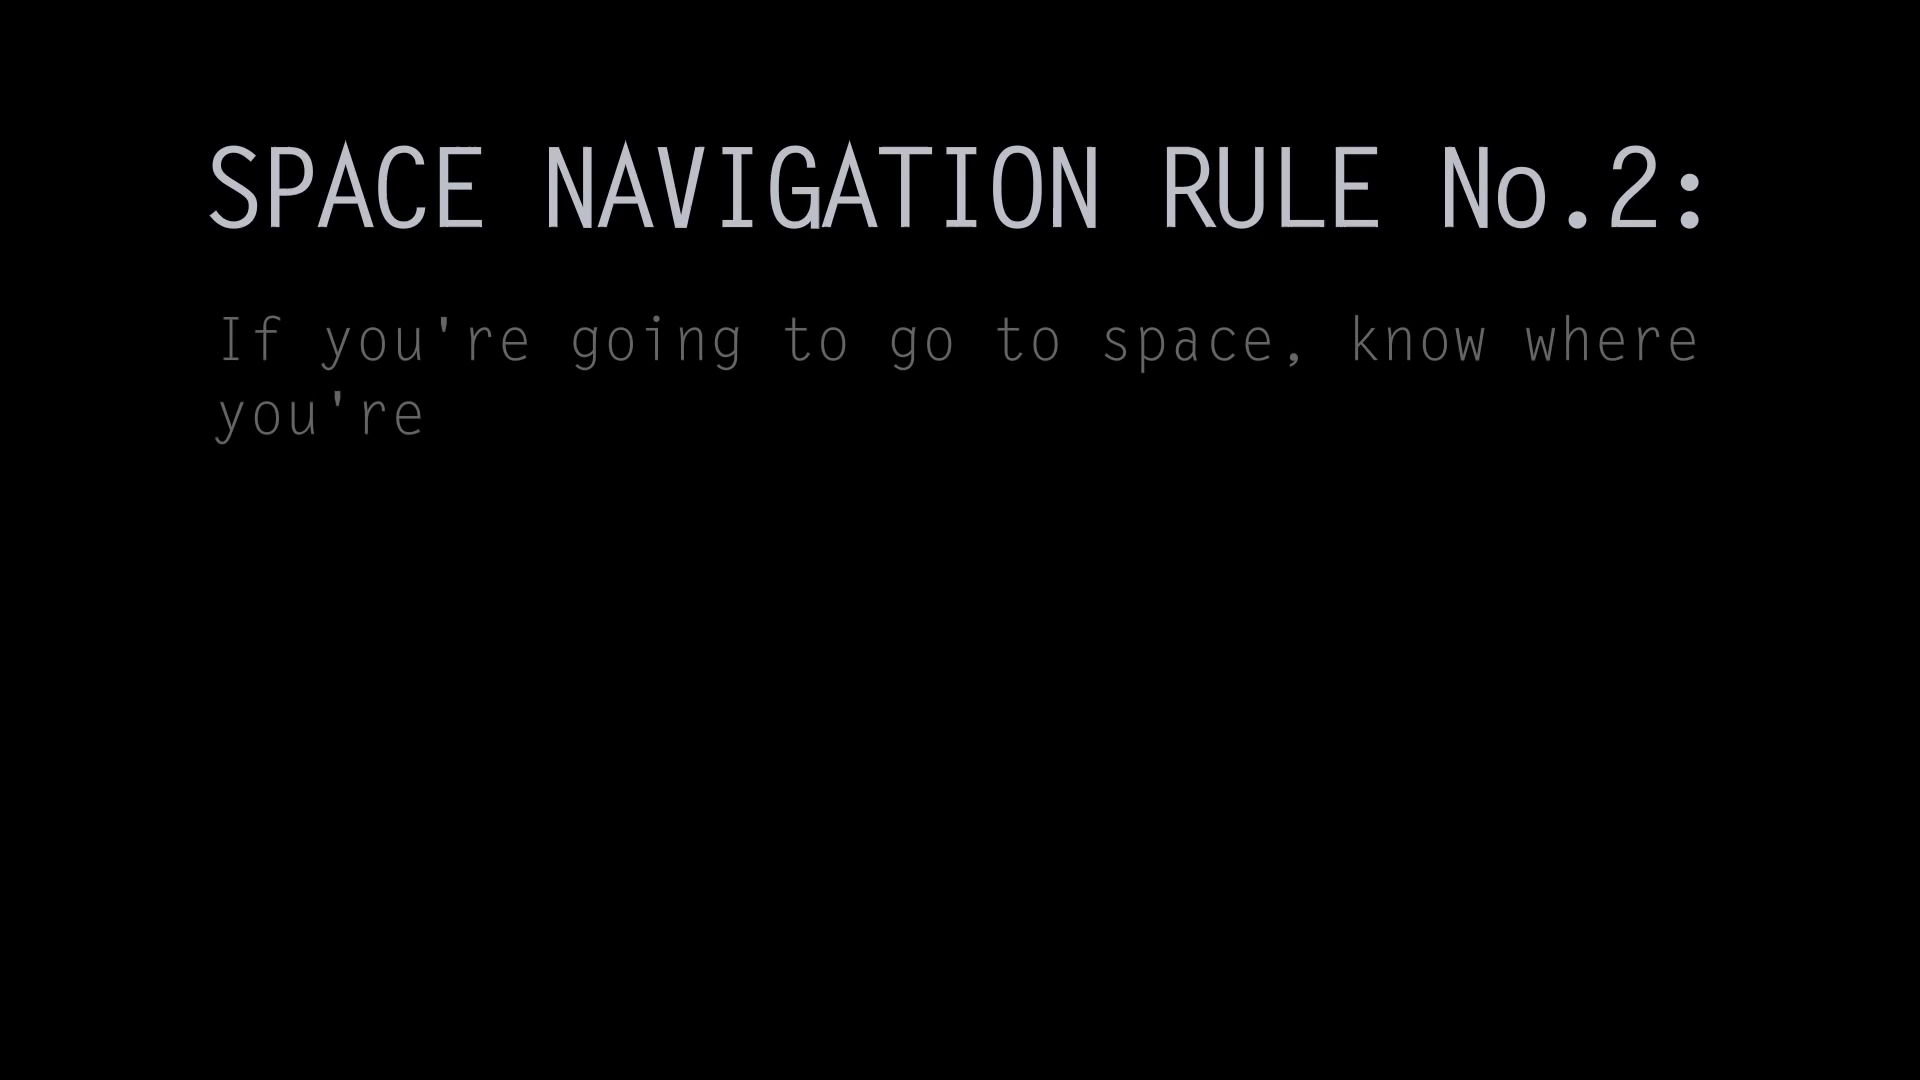 SPACE NAVIGATION RULE No.2:
If you're going to go to space, know where
you're